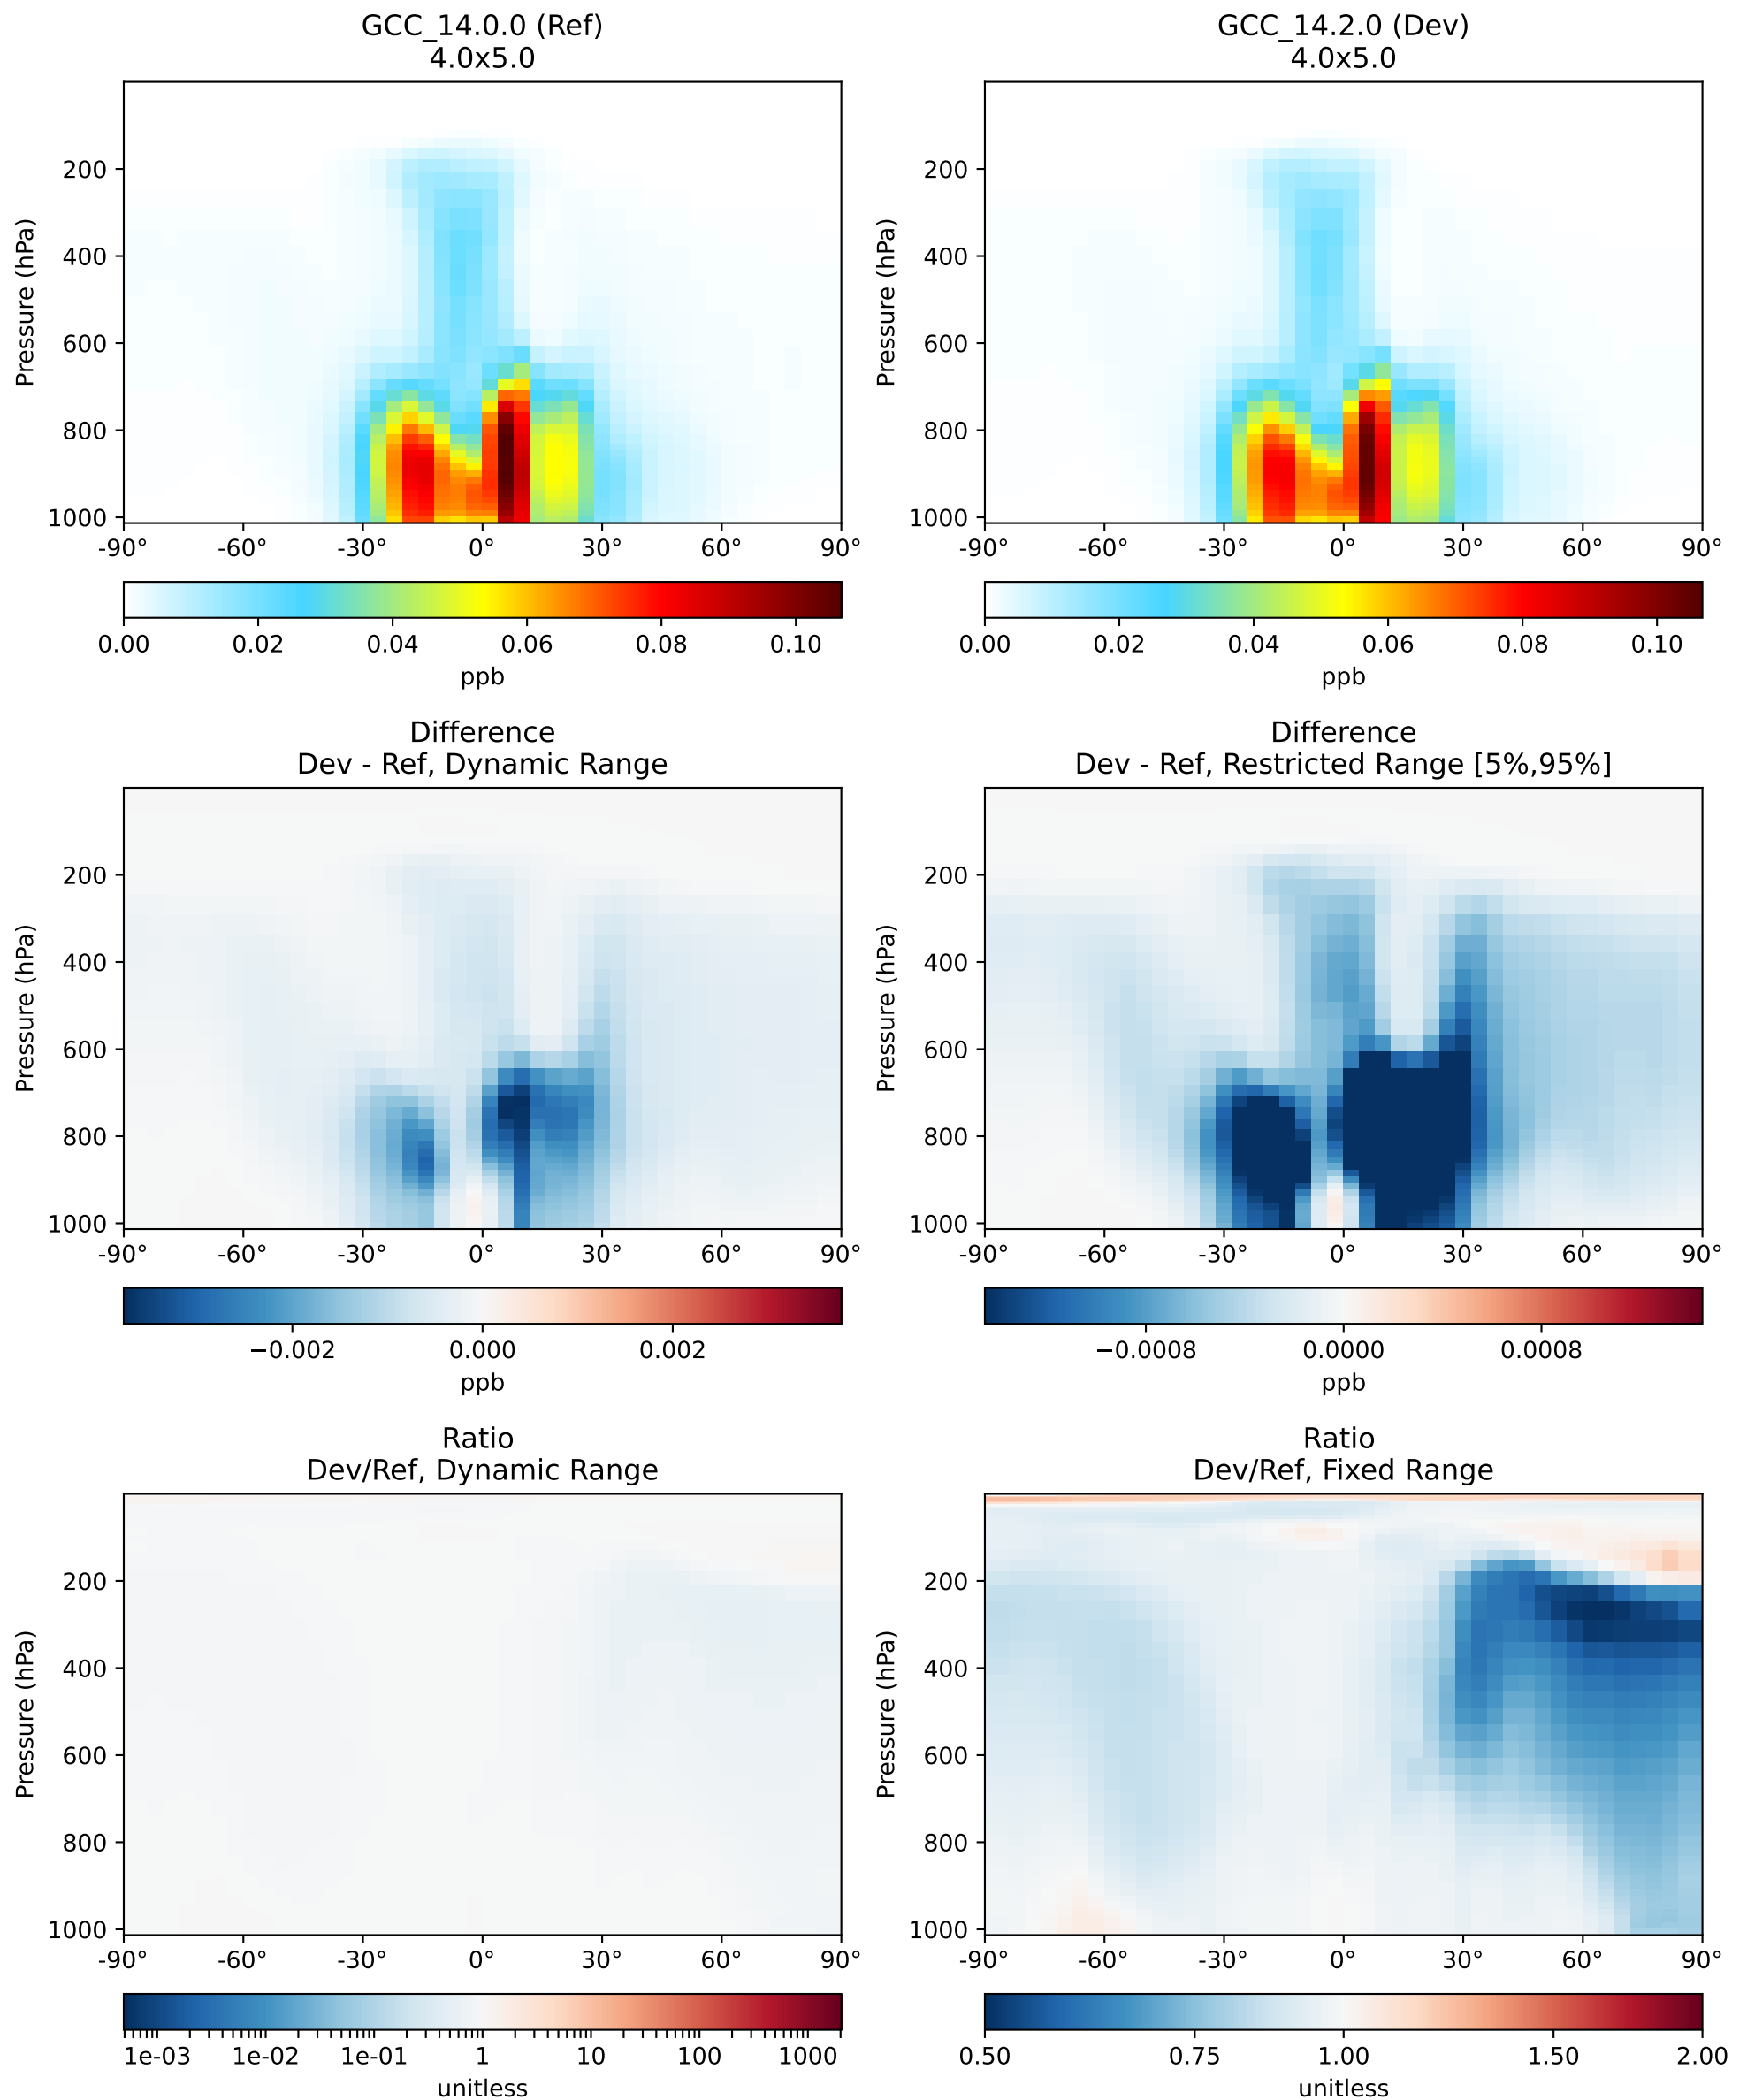 GCC_14.0.0 (Ref)
4.0x5.0
GCC_14.2.0 (Dev)
4.0x5.0
Pressure (hPa)
200
400
600
800
1000
-90° -60° -30° 0° 30° 60° 90°
0.00 0.02 0.04 0.06 0.08 0.10
ppb
Pressure (hPa)
200
400
600
800
1000
-90° -60° -30° 0° 30° 60° 90°
0.00 0.02 0.04 0.06 0.08 0.10
ppb
Difference
Dev - Ref, Dynamic Range
Difference
Dev - Ref, Restricted Range [5%,95%]
Pressure (hPa)
200
400
600
800
1000
-90° -60° -30° 0° 30° 60° 90°
−0.002 0.000 0.002
ppb
Pressure (hPa)
200
400
600
800
1000
-90° -60° -30° 0° 30° 60° 90°
−0.0008 0.0000 0.0008
ppb
Ratio
Dev/Ref, Dynamic Range
Ratio
Dev/Ref, Fixed Range
Pressure (hPa)
200
400
600
800
1000
-90° -60° -30° 0° 30° 60° 90°
1e-03 1e-02 1e-01 1 10 100 1000
unitless
Pressure (hPa)
200
400
600
800
1000
-90° -60° -30° 0° 30° 60° 90°
0.50 0.75 1.00 1.50 2.00
unitless